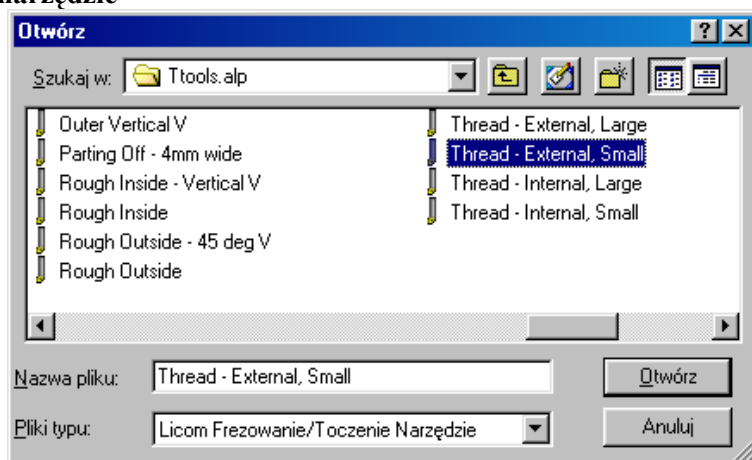 narzędzie
Otwórz
Szukaj w: Ttools.alp
Outer Vertical V
Parting Off - 4mm wide
Rough Inside - Vertical V
Rough Inside
Rough Outside - 45 deg V
Rough Outside
Thread - External, Large
Thread - External, Small
Thread - Internal, Large
Thread - Internal, Small
Nazwa pliku: Thread - External, Small
Otwórz
Pliki typu: Licom Frezowanie/Toczenie Narzędzie
Anuluj